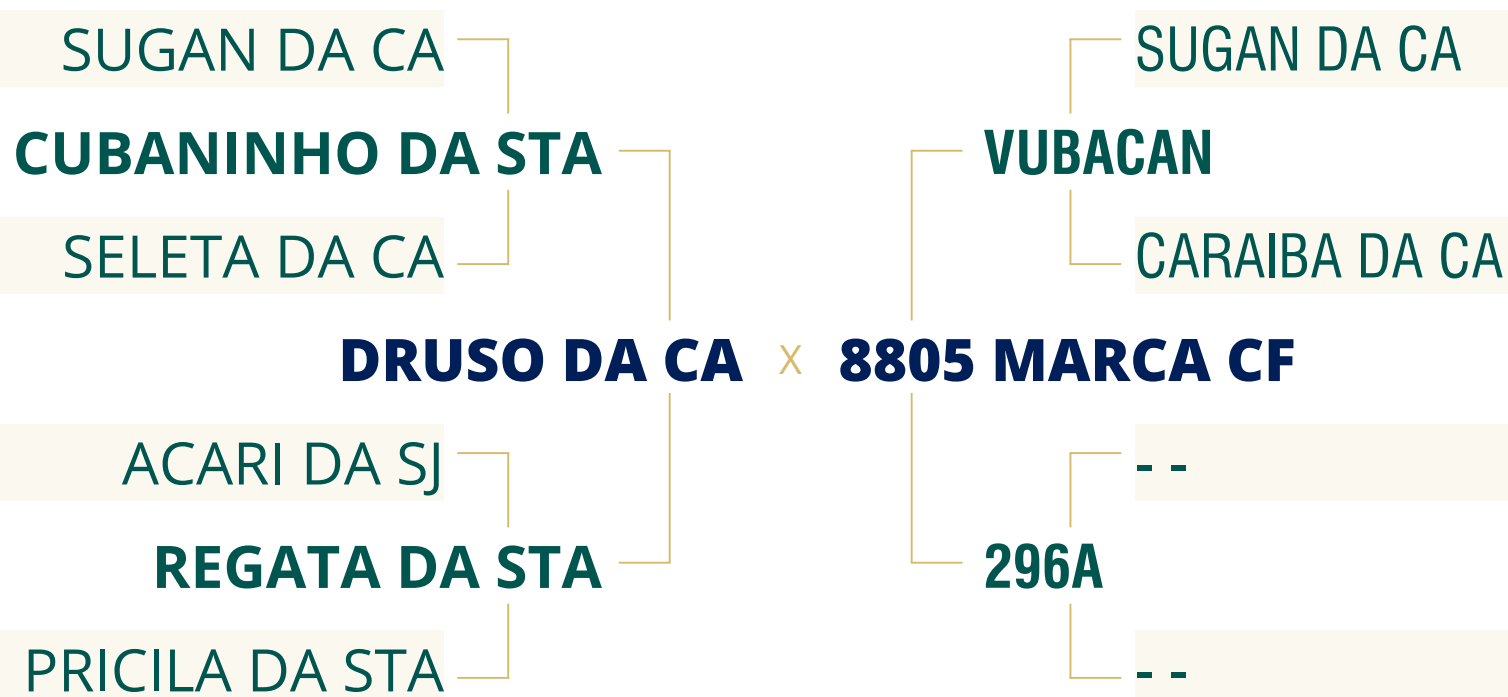 SUGAN DA CA
SUGAN DA CA
CUBANINHO DA STA
VUBACAN
SELETA DA CA
CARAIBA DA CA
DRUSO DA CA X 8805 MARCA CF
ACARI DA SJ
- -
REGATA DA STA
296A
PRICILA DA STA
- -